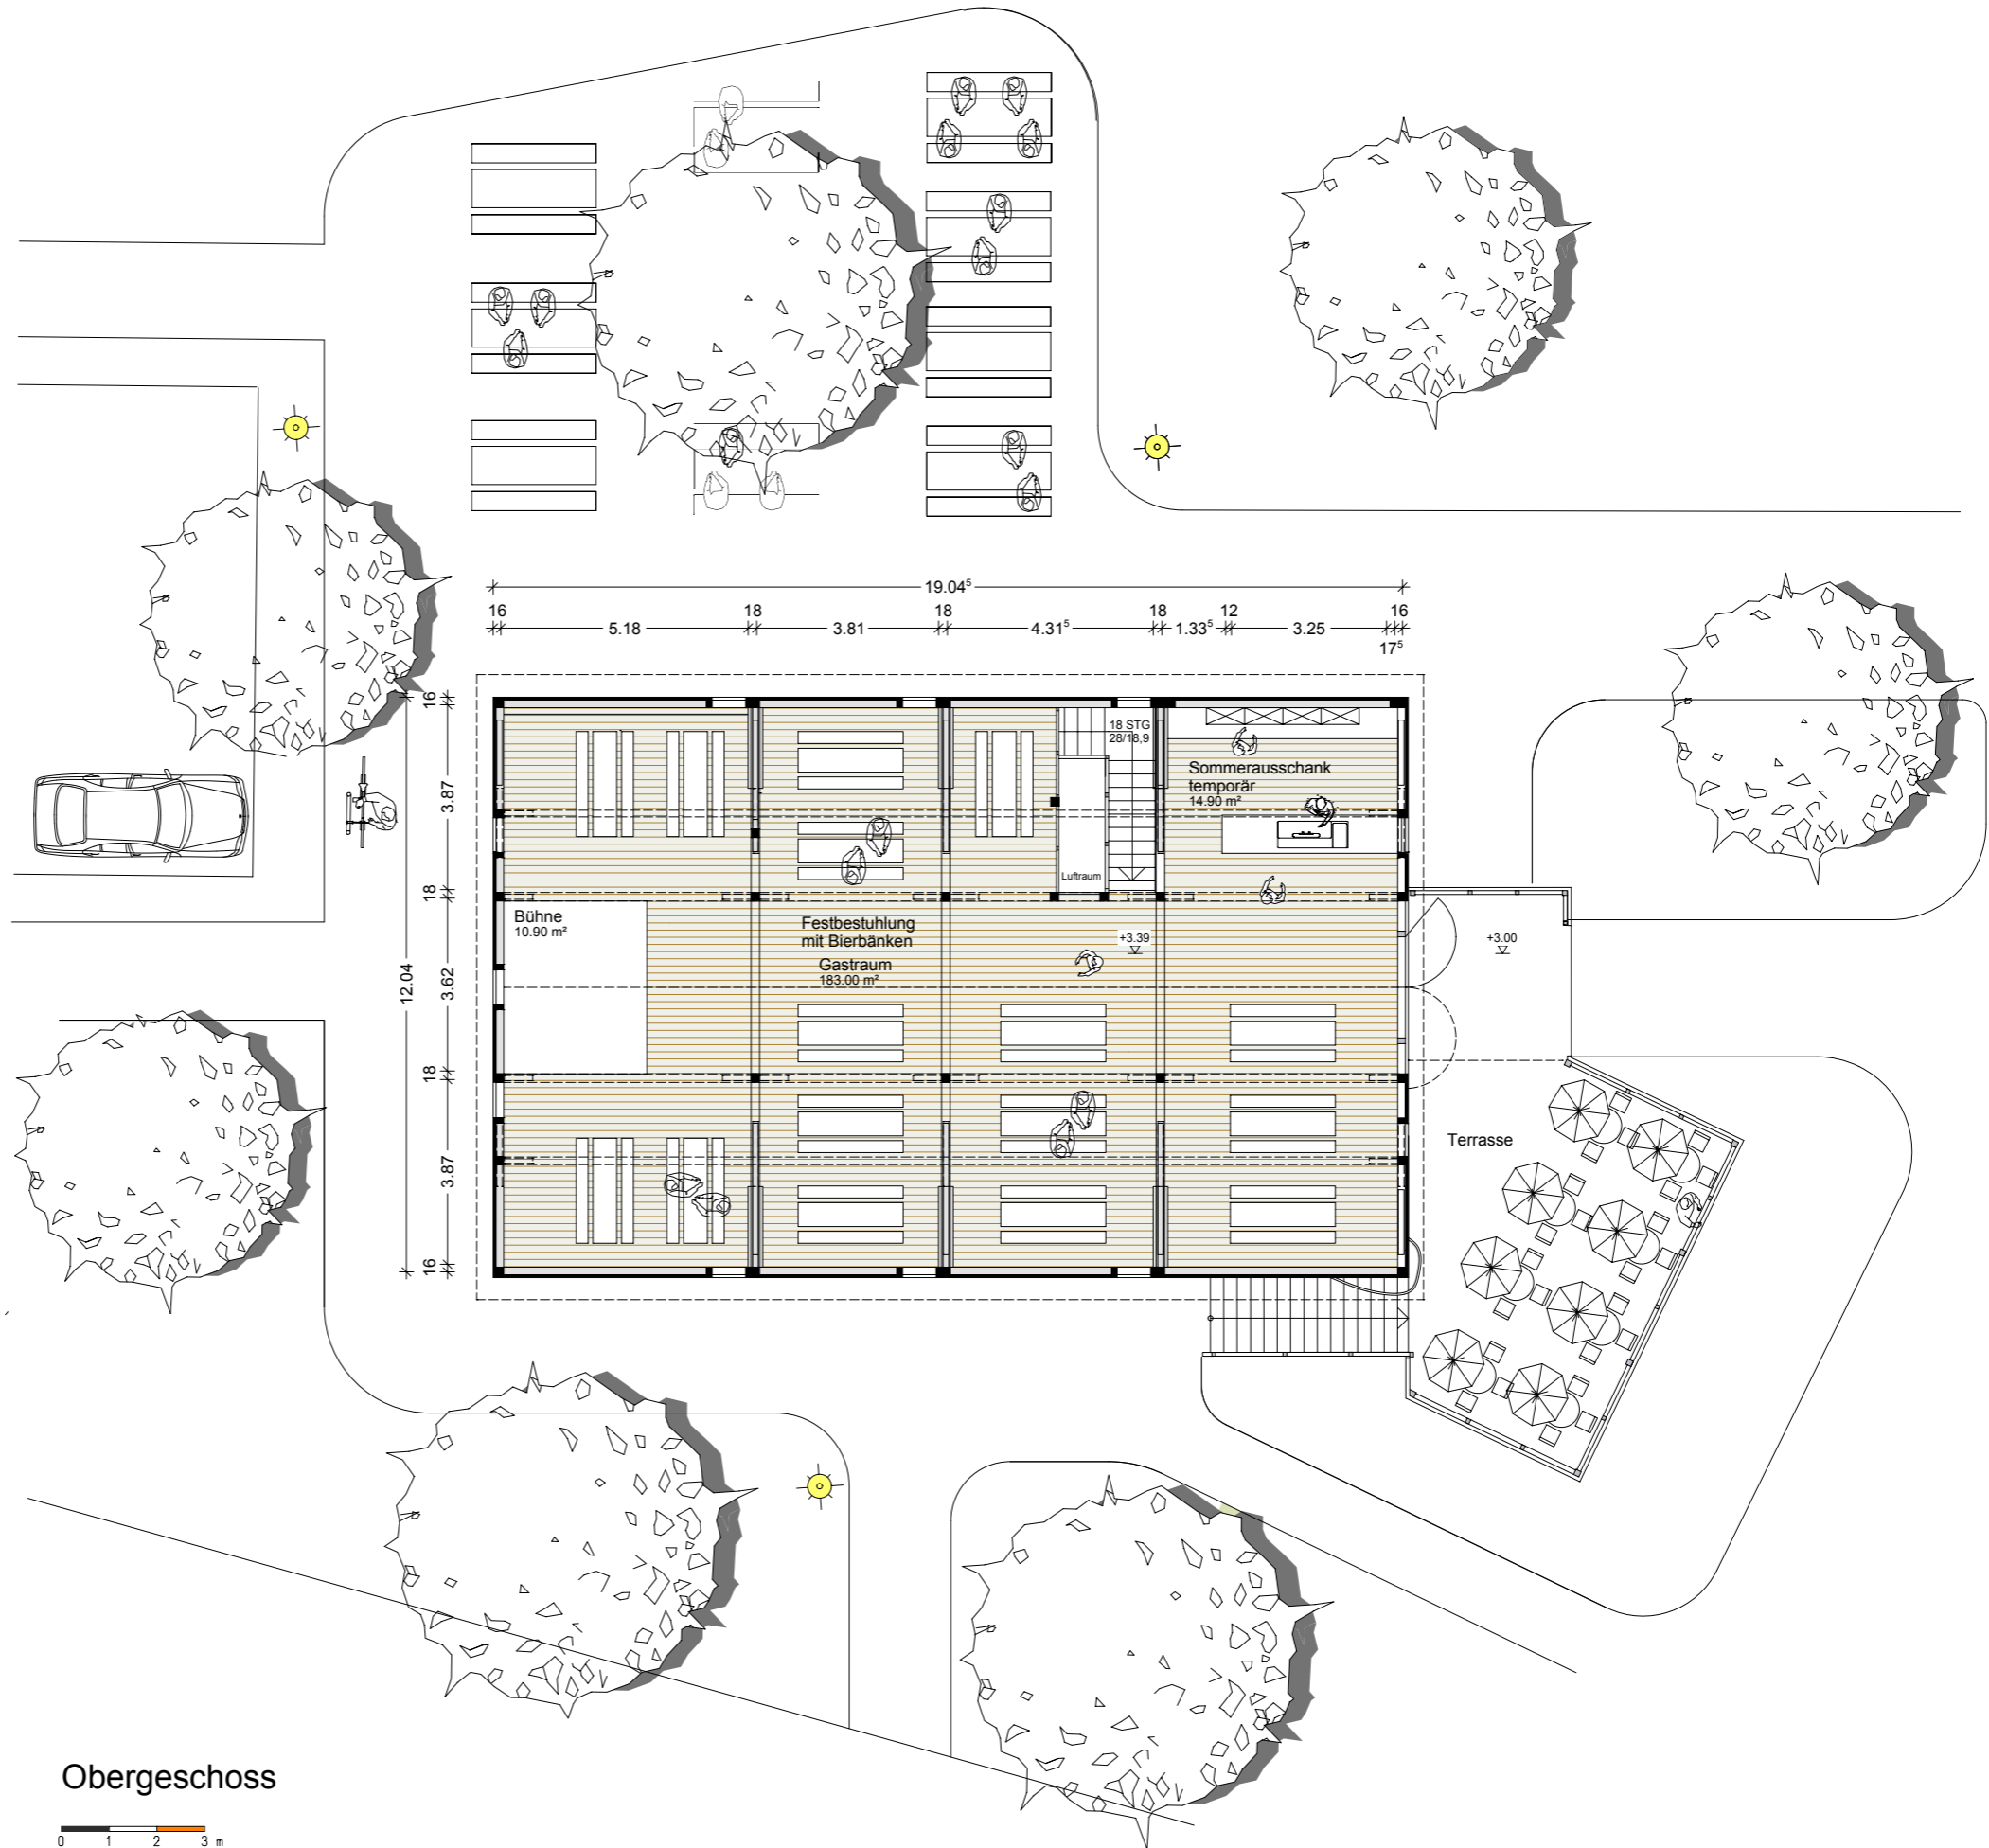 19.04⁵
16 18 18 18 12 16
5.18 3.81 4.31⁵ 1.33⁵ 3.25
17⁵
16
3.87
18
3.62
18
3.87
16
12.04
18 STG
28/18,9
Sommerausschank
temporär
14.90 m²
Luftraum
Bühne
10.90 m²
Festbestuhlung
mit Bierbänken
Gastraum
183.00 m²
+3.39
+3.00
Terrasse
Obergeschoss
0 1 2 3 m